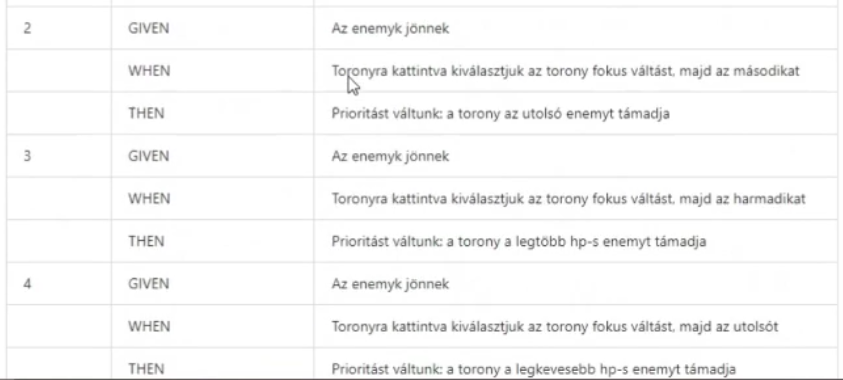 2 GIVEN Az enemyk jönnek
WHEN Toronyra kattintva kiválasztjuk az torony fokus váltást, majd az másodikat
THEN Prioritást váltunk: a torony az utolsó enemyt támadja
3 GIVEN Az enemyk jönnek
WHEN Toronyra kattintva kiválasztjuk az torony fokus váltást, majd az harmadikat
THEN Prioritást váltunk: a torony a legtöbb hp-s enemyt támadja
4 GIVEN Az enemyk jönnek
WHEN Toronyra kattintva kiválasztjuk az torony fokus váltást, majd az utolsót
THEN Prioritást váltunk: a torony a legkevesebb hp-s enemyt támadja